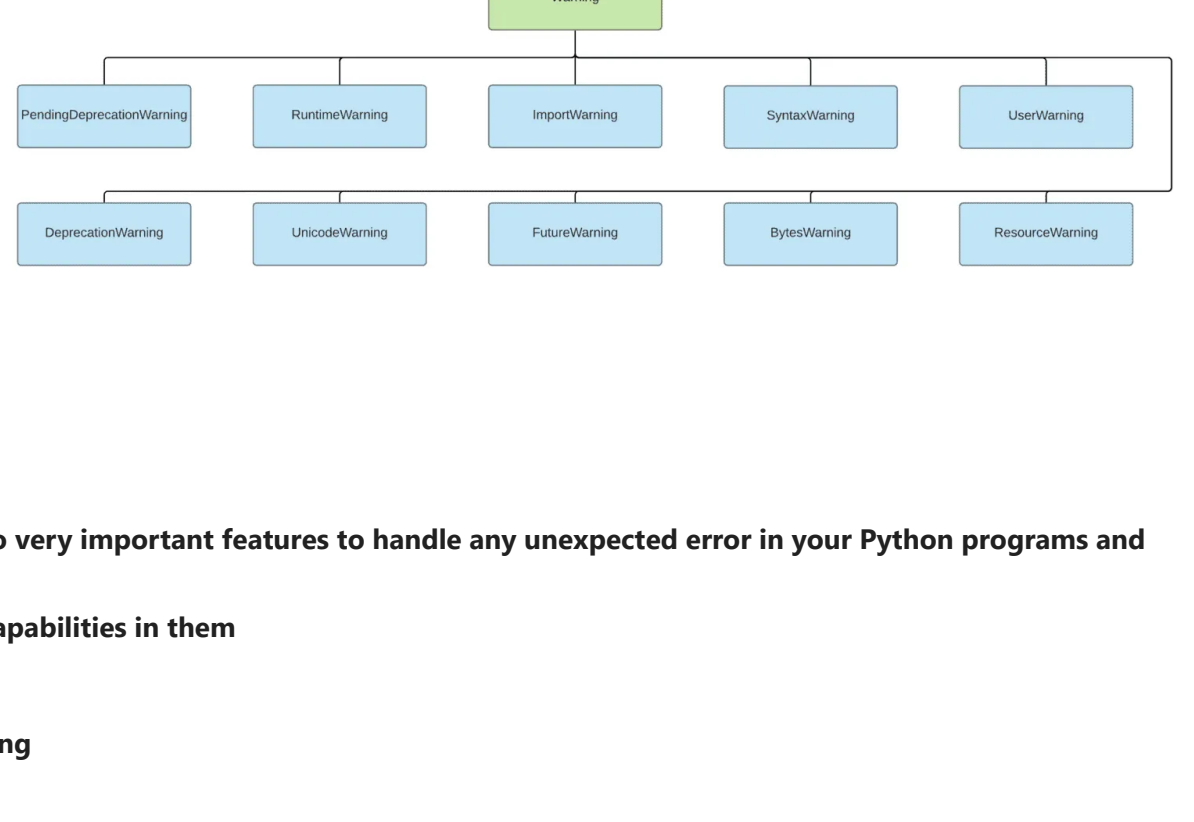 Warning
PendingDeprecationWarning RuntimeWarning ImportWarning SyntaxWarning UserWarning
DeprecationWarning UnicodeWarning FutureWarning BytesWarning ResourceWarning
very important features to handle any unexpected error in your Python programs and
apabilities in them
ng